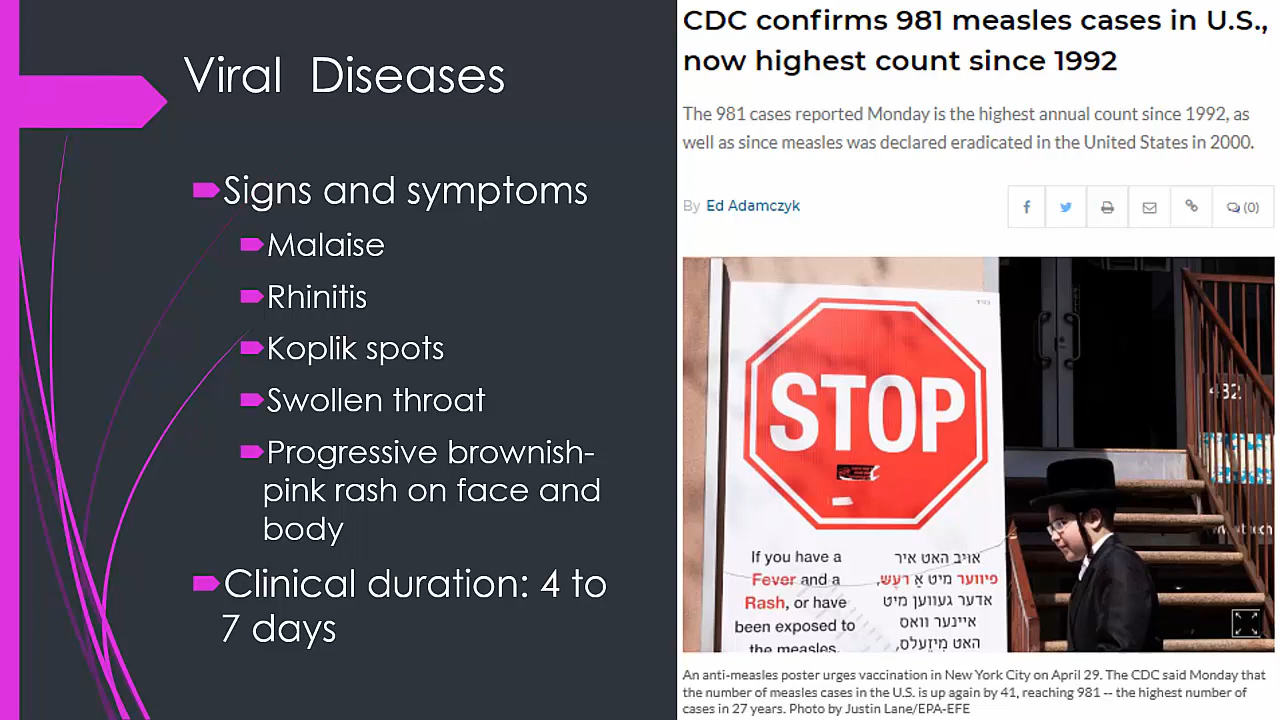 Viral Diseases
Signs and symptoms
Malaise
Rhinitis
Koplik spots
Swollen throat
Progressive brownish-
pink rash on face and
body
Clinical duration: 4 to
7 days
CDC confirms 981 measles cases in U.S.,
now highest count since 1992
The 981 cases reported Monday is the highest annual count since 1992, as
well as since measles was declared eradicated in the United States in 2000.
By Ed Adamczyk
(0)
STOP
If you have a
Fever and a
Rash, or have
been exposed to
the measles,
אויב האט איר
פיווער מיט אַ רעש,
אדער געווען מיט
איינער וואס
האט מיזעלס,
432
An anti-measles poster urges vaccination in New York City on April 29. The CDC said Monday that
the number of measles cases in the U.S. is up again by 41, reaching 981 -- the highest number of
cases in 27 years. Photo by Justin Lane/EPA-EFE